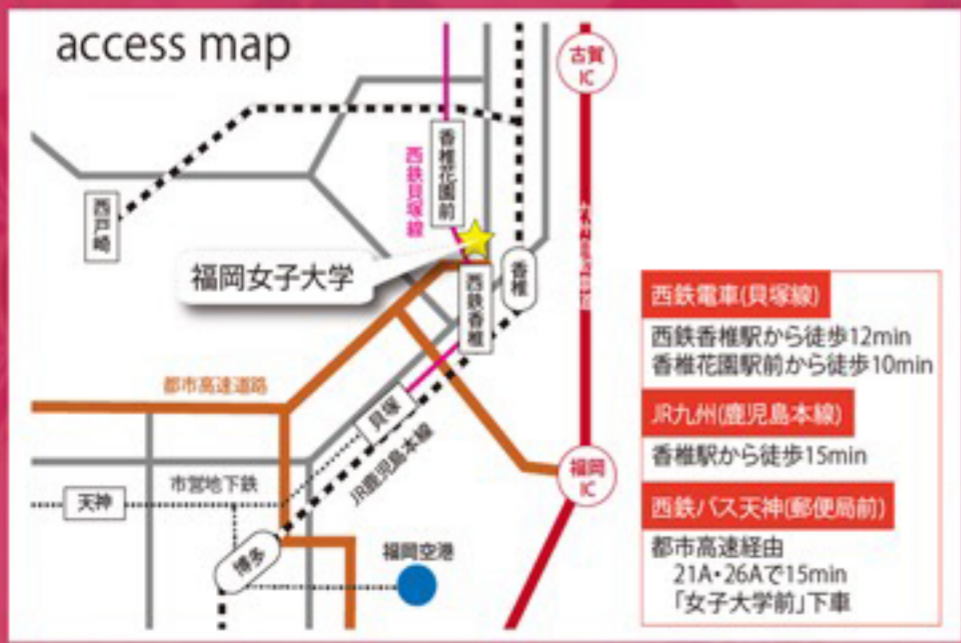 access map
古賀
IC
香椎花園前
西鉄貝塚線
西戸崎
福岡女子大学
香椎
西鉄香椎
都市高速道路
貝塚
JR鹿児島本線
市営地下鉄
天神
福岡
IC
博多
福岡空港
西鉄電車(貝塚線)
西鉄香椎駅から徒歩12min
香椎花園駅前から徒歩10min
JR九州(鹿児島本線)
香椎駅から徒歩15min
西鉄バス天神(郵便局前)
都市高速経由
21A・26Aで15min
「女子大学前」下車